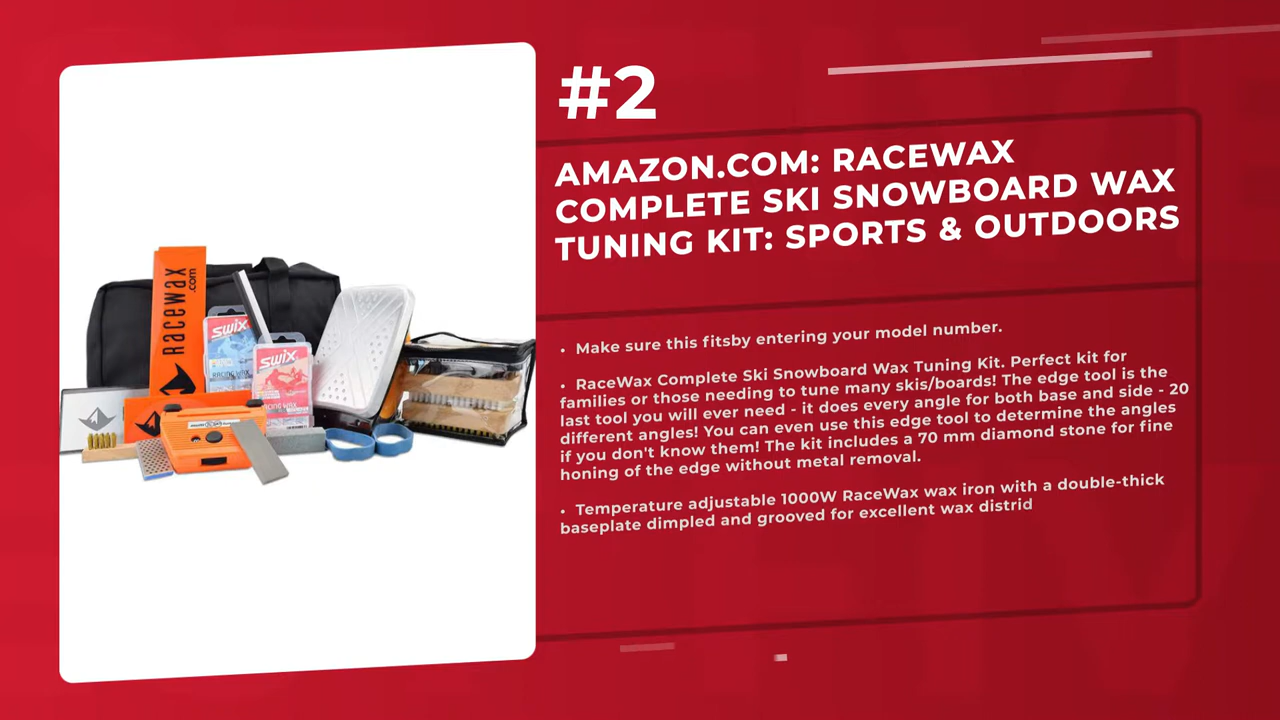 #2
AMAZON.COM: RACEWAX
COMPLETE SKI SNOWBOARD WAX
TUNING KIT: SPORTS & OUTDOORS
• Make sure this fitsby entering your model number.
• RaceWax Complete Ski Snowboard Wax Tuning Kit. Perfect kit for
families or those needing to tune many skis/boards! The edge tool is the
last tool you will ever need - it does every angle for both base and side - 20
different angles! You can even use this edge tool to determine the angles
if you don't know them! The kit includes a 70 mm diamond stone for fine
honing of the edge without metal removal.
• Temperature adjustable 1000W RaceWax wax iron with a double-thick
baseplate dimpled and grooved for excellent wax distrid
Racewax
.com
swix
RACING WAX
swix
RACING WAX